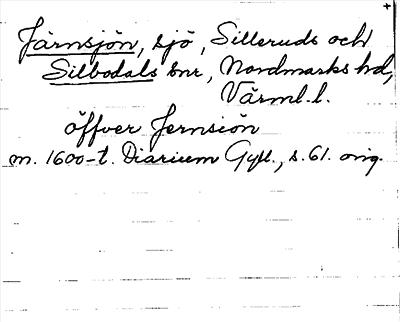 Järnsjön, sjö, Silleruds och
Silbodals snr, Nordmarks hd,
Värml.l.
öffver Jernsiön
m. 1600-t. Diarium Gyll., s. 61. orig.